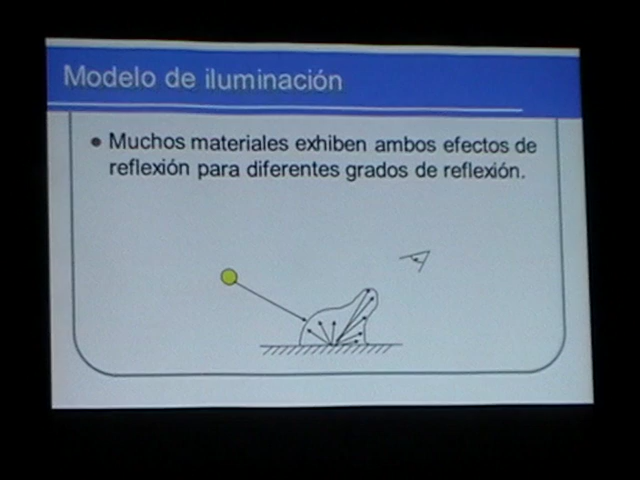 Modelo de iluminación
Muchos materiales exhiben ambos efectos de
reflexión para diferentes grados de reflexión.